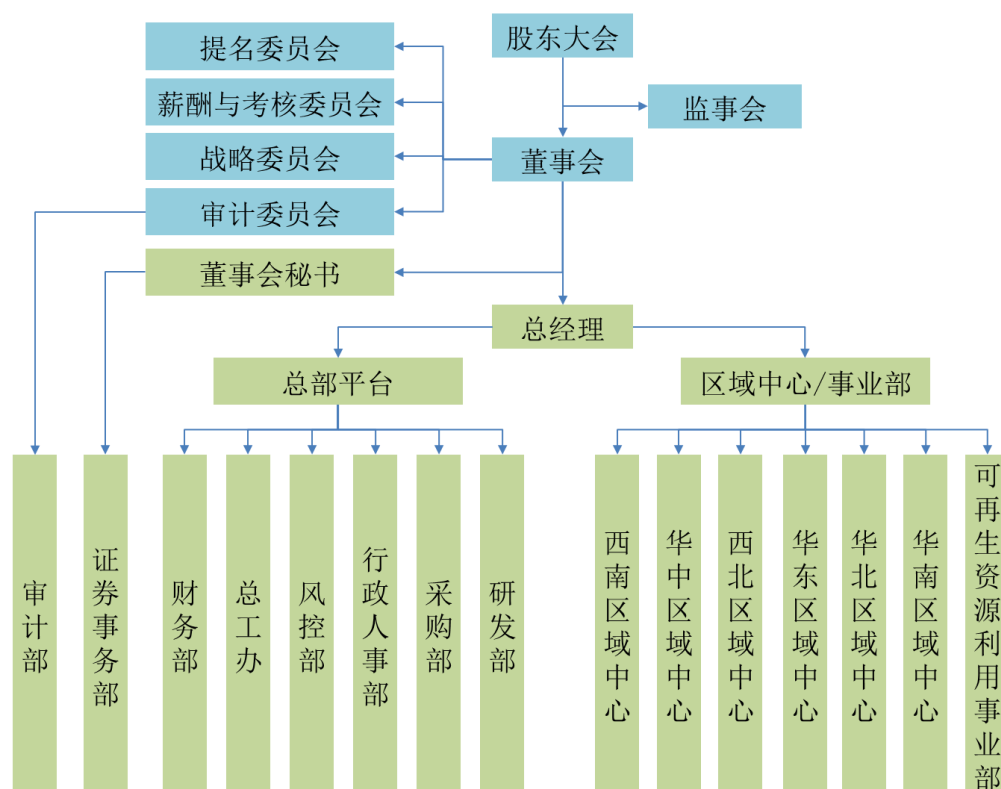 股东大会
提名委员会
薪酬与考核委员会
监事会
战略委员会
董事会
审计委员会
董事会秘书
总经理
总部平台
区域中心/事业部
审计部
证券事务部
财务部
总工办
风控部
行政人事部
采购部
研发部
西南区域中心
华中区域中心
西北区域中心
华东区域中心
华北区域中心
华南区域中心
可再生资源利用事业部